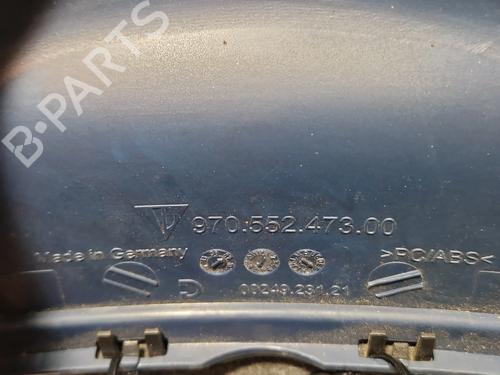 B-PARTS
970.552.473.00
Made in Germany
>PC/ABS<
D 00249.231.21